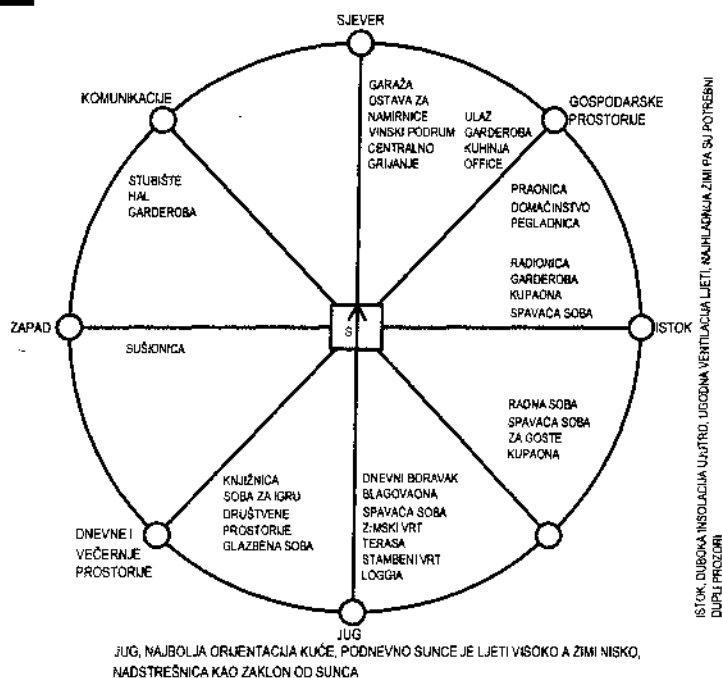 SJEVER
KOMUNIKACIJE
GOSPODARSKE
PROSTORIJE
GARAŽA
OSTAVA ZA
NAMIRNICE
VINSKI PODRUM
CENTRALNO
GRIJANJE
ULAZ
GARDEROBA
KUHINJA
OFFICE
STUBIŠTE
HAL
GARDEROBA
PRAONICA
DOMAĆINSTVO
PEGLADNICA
RADIONICA
GARDEROBA
KUPAONA
SPAVAĆA SOBA
ZAPAD
S
ISTOK
SUŠIONICA
RADNA SOBA
SPAVAĆA SOBA
ZA GOSTE
KUPAONA
KNJIŽNICA
SOBA ZA IGRU
DRUŠTVENE
PROSTORIJE
GLAZBENA SOBA
DNEVNI BORAVAK
BLAGOVAONA
SPAVAĆA SOBA
ZIMSKI VRT
TERASA
STAMBENI VRT
LOGGIA
DNEVNE I
VEČERNJE
PROSTORIJE
JUG
JUG, NAJBOLJA ORIJENTACIJA KUĆE, PODNEVNO SUNCE JE LJETI VISOKO A ZIMI NISKO,
NADSTREŠNICA KAO ZAKLON OD SUNCA
ISTOK, DUBOKA INSOLACIJA UJUTRO, UGODNA VENTILACIJA LJETI, NAJHLADNIJA ZIMI PA SU POTREBNI
DUPLI PROZORI